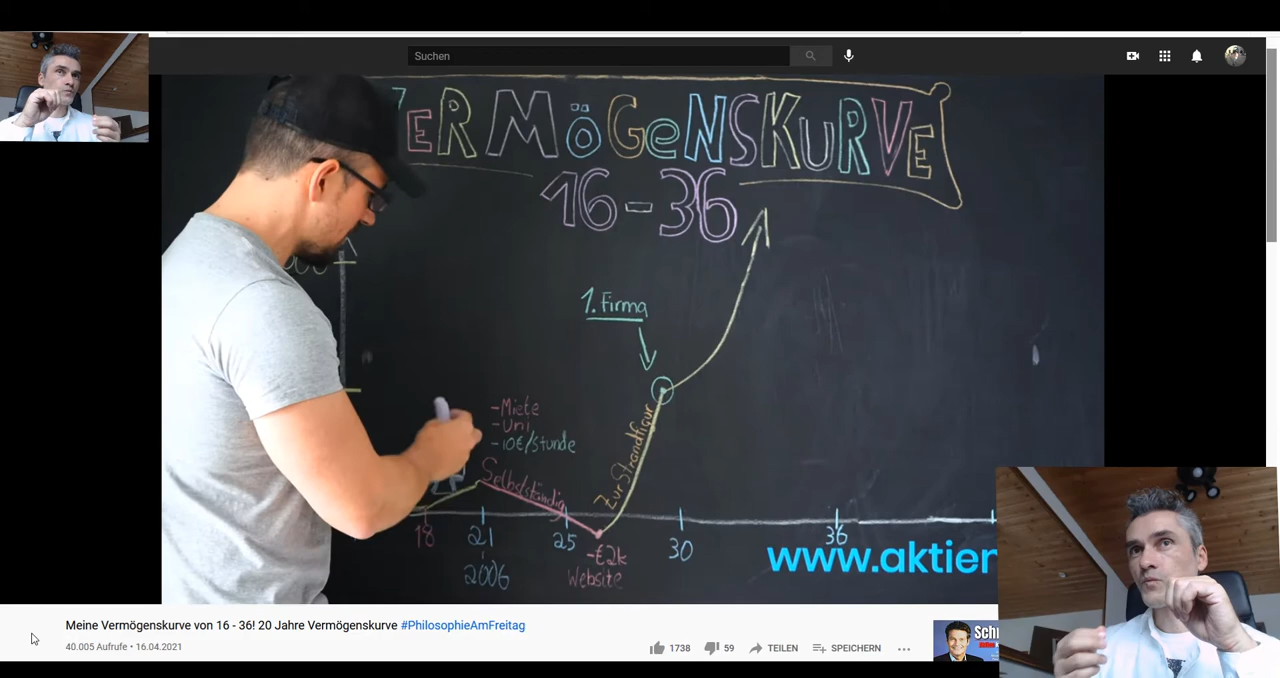 Suchen
VERMÖGENSKURVE
16-36
1. Firma
-Miete
-Uni
-10€/Stunde
Selbstständig
Zur Strandfigur
18
21
25
30
36
2006
-€2k
Website
www.aktien
Meine Vermögenskurve von 16 - 36! 20 Jahre Vermögenskurve #PhilosophieAmFreitag
40.005 Aufrufe • 16.04.2021
1738
59
TEILEN
SPEICHERN